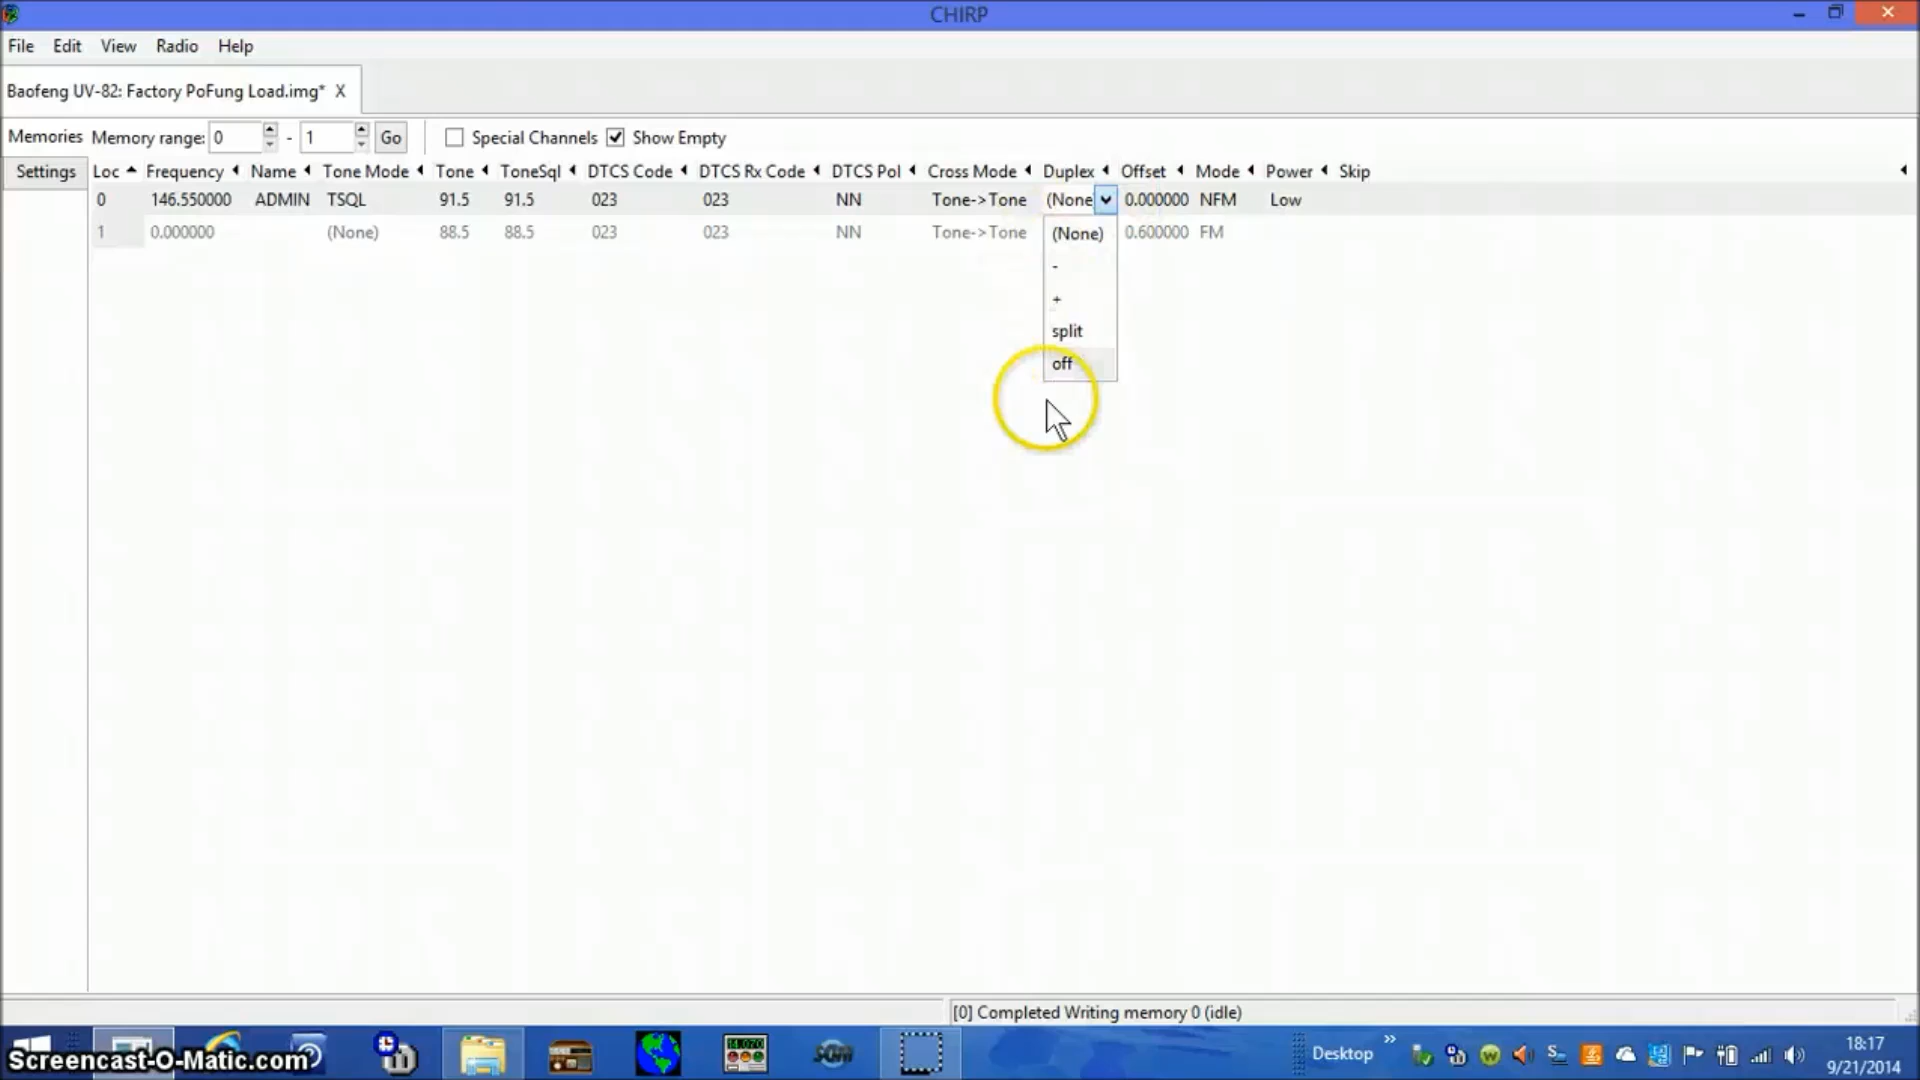 CHIRP
File Edit View Radio Help
Baofeng UV-82: Factory PoFung Load.img* X
Memories Memory range: 0 - 1 Go Special Channels Show Empty
Settings Loc Frequency Name Tone Mode Tone ToneSql DTCS Code DTCS Rx Code DTCS Pol Cross Mode Duplex Offset Mode Power Skip
0 146.550000 ADMIN TSQL 91.5 91.5 023 023 NN Tone->Tone (None 0.000000 NFM Low
1 0.000000 (None) 88.5 88.5 023 023 NN Tone->Tone (None) 0.600000 FM
-
+
split
off
[0] Completed Writing memory 0 (idle)
Screencast-O-Matic.com
14.070
Desktop
18:17
9/21/2014